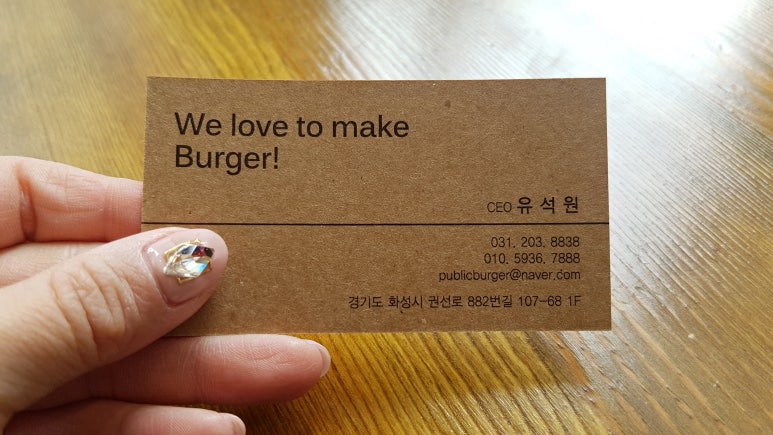 We love to make
Burger!
CEO 유 석 원
031. 203. 8838
010. 5936. 7888
publicburger@naver.com
경기도 화성시 권선로 882번길 107-68 1F